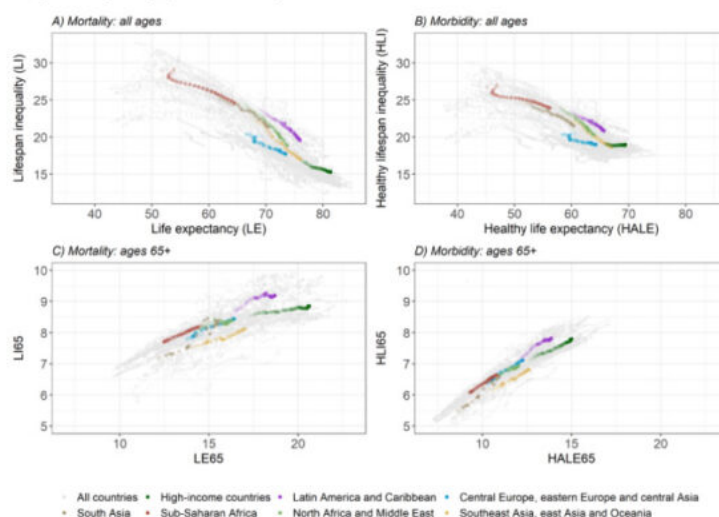 A) Mortality: all ages
B) Morbidity: all ages
Lifespan inequality (LI)
30
25
20
15
40 50 60 70 80
Life expectancy (LE)
Healthy lifespan inequality (HLI)
30
25
20
15
40 50 60 70 80
Healthy life expectancy (HALE)
C) Mortality: ages 65+
D) Morbidity: ages 65+
LI65
10
9
8
7
6
5
10 15 20
LE65
HLI65
10
9
8
7
6
5
10 15 20
HALE65
All countries High-income countries Latin America and Caribbean Central Europe, eastern Europe and central Asia
South Asia Sub-Saharan Africa North Africa and Middle East Southeast Asia, east Asia and Oceania